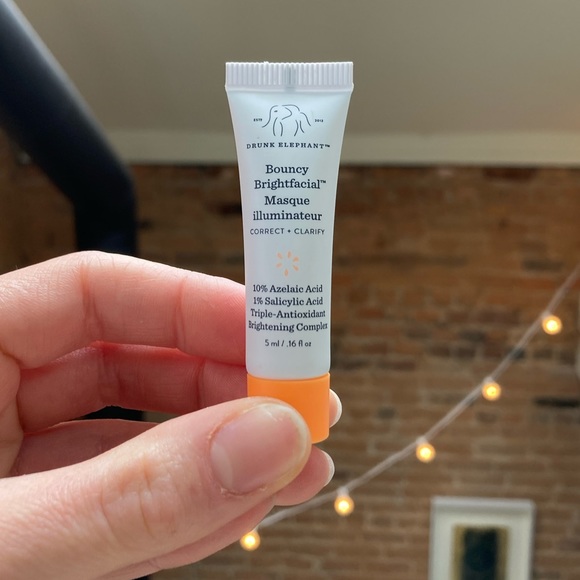 DRUNK ELEPHANT™
Bouncy
Brightfacial™
Masque
illuminateur
CORRECT + CLARIFY
10% Azelaic Acid
1% Salicylic Acid
Triple-Antioxidant
Brightening Complex
5 ml / .16 fl oz